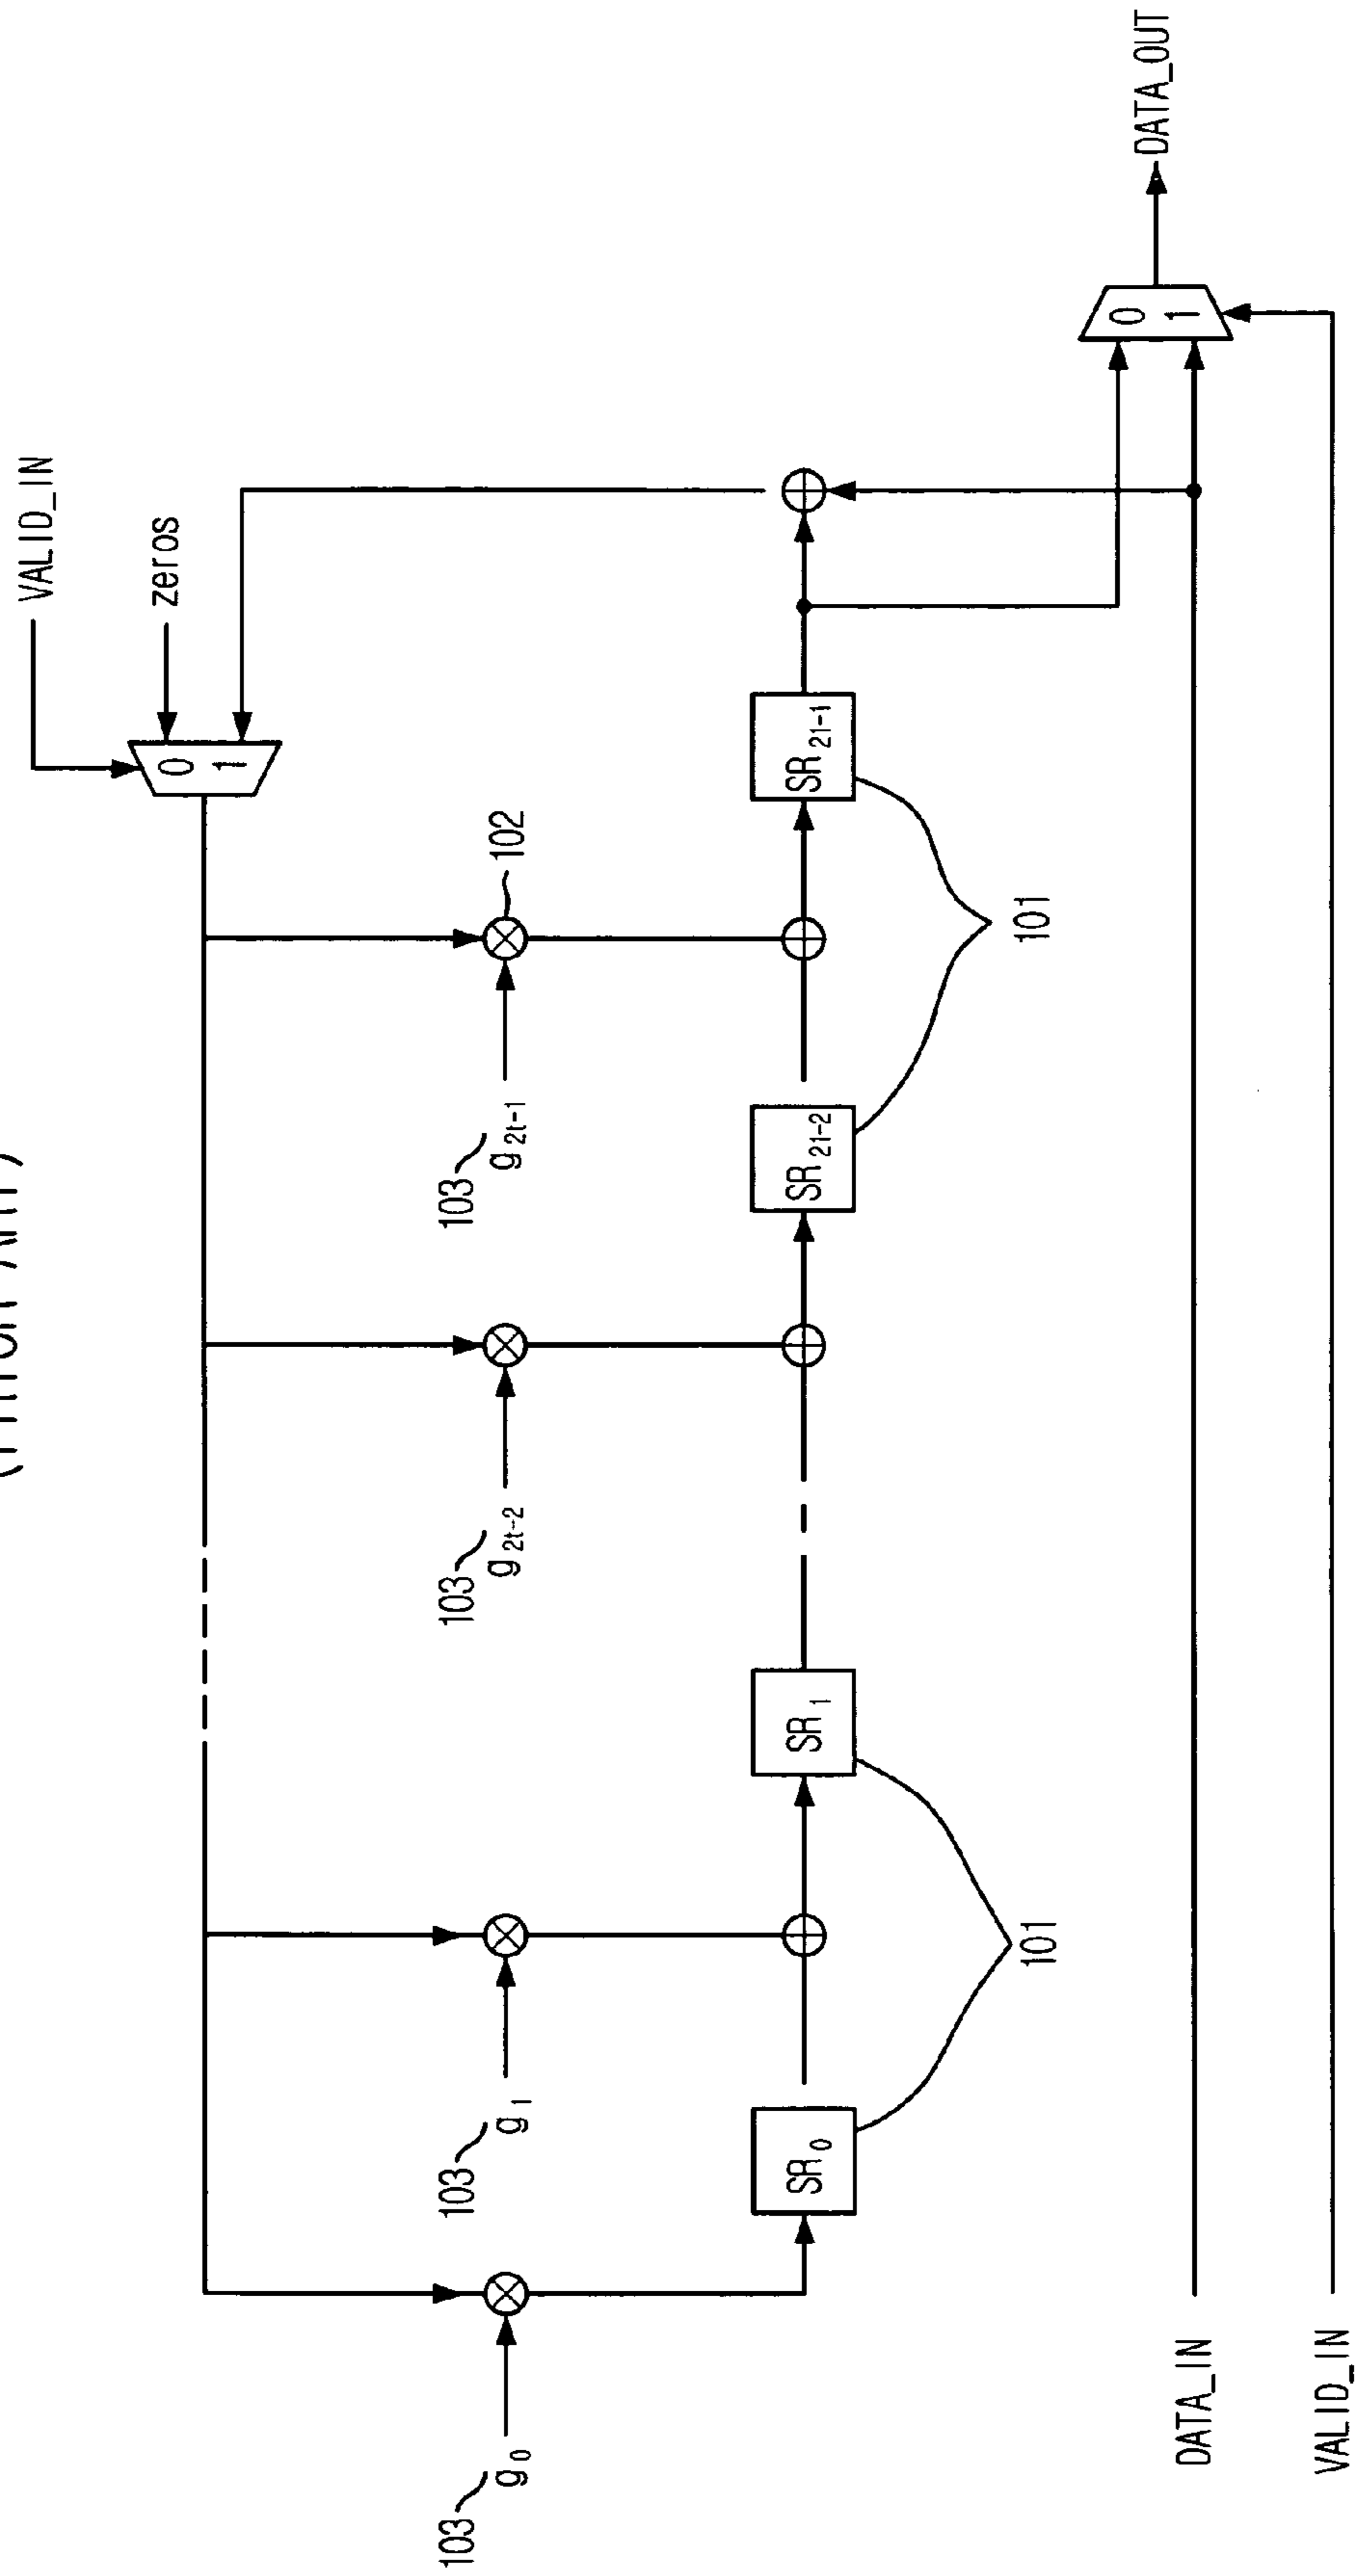 VALID_IN
zeros
0
1
103
g₀
103
g₁
103
g₂ₜ₋₂
103
g₂ₜ₋₁
102
SR₀
SR₁
SR₂₁₋₂
SR₂₁₋₁
101
101
0
1
DATA_OUT
DATA_IN
VALID_IN